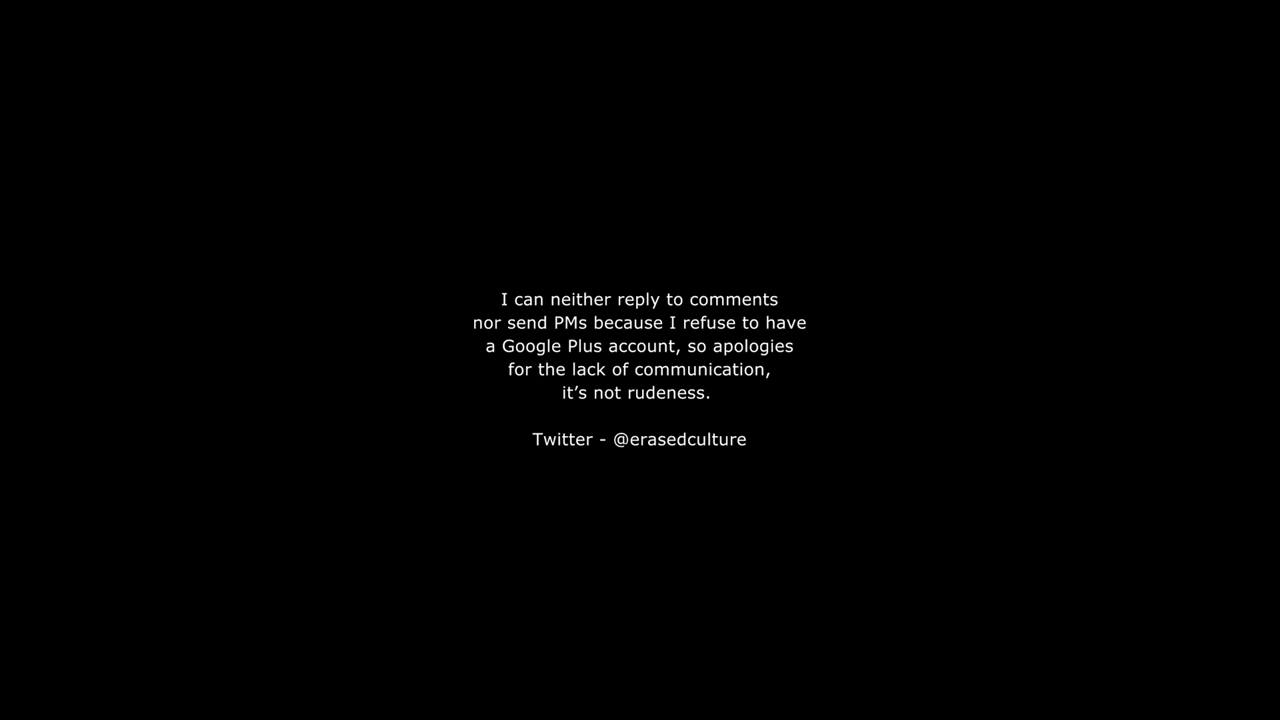 I can neither reply to comments
nor send PMs because I refuse to have
a Google Plus account, so apologies
for the lack of communication,
it’s not rudeness.
Twitter - @erasedculture